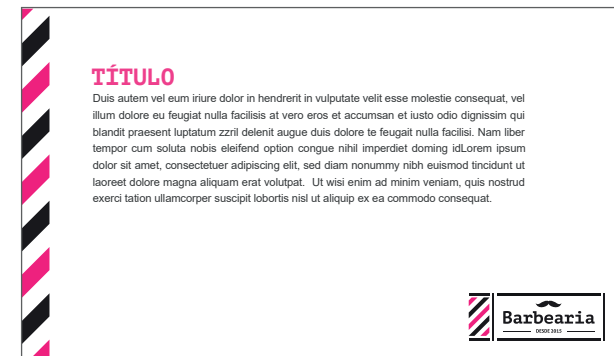 TÍTULO
Duis autem vel eum iriure dolor in hendrerit in vulputate velit esse molestie consequat, vel
illum dolore eu feugiat nulla facilisis at vero eros et accumsan et iusto odio dignissim qui
blandit praesent luptatum zzril delenit augue duis dolore te feugait nulla facilisi. Nam liber
tempor cum soluta nobis eleifend option congue nihil imperdiet doming idLorem ipsum
dolor sit amet, consectetuer adipiscing elit, sed diam nonummy nibh euismod tincidunt ut
laoreet dolore magna aliquam erat volutpat.  Ut wisi enim ad minim veniam, quis nostrud
exerci tation ullamcorper suscipit lobortis nisl ut aliquip ex ea commodo consequat.
Barbearia
DESDE 2015